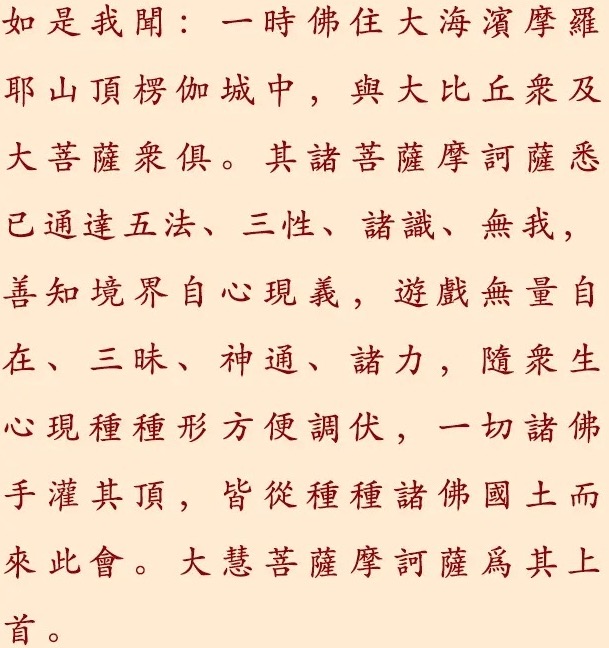 如是我聞：一時佛住大海濱摩羅
耶山頂楞伽城中，與大比丘衆及
大菩薩衆俱。其諸菩薩摩訶薩悉
已通達五法、三性、諸識、無我，
善知境界自心現義，遊戲無量自
在、三昧、神通、諸力，隨衆生
心現種種形方便調伏，一切諸佛
手灌其頂，皆從種種諸佛國土而
來此會。大慧菩薩摩訶薩爲其上
首。